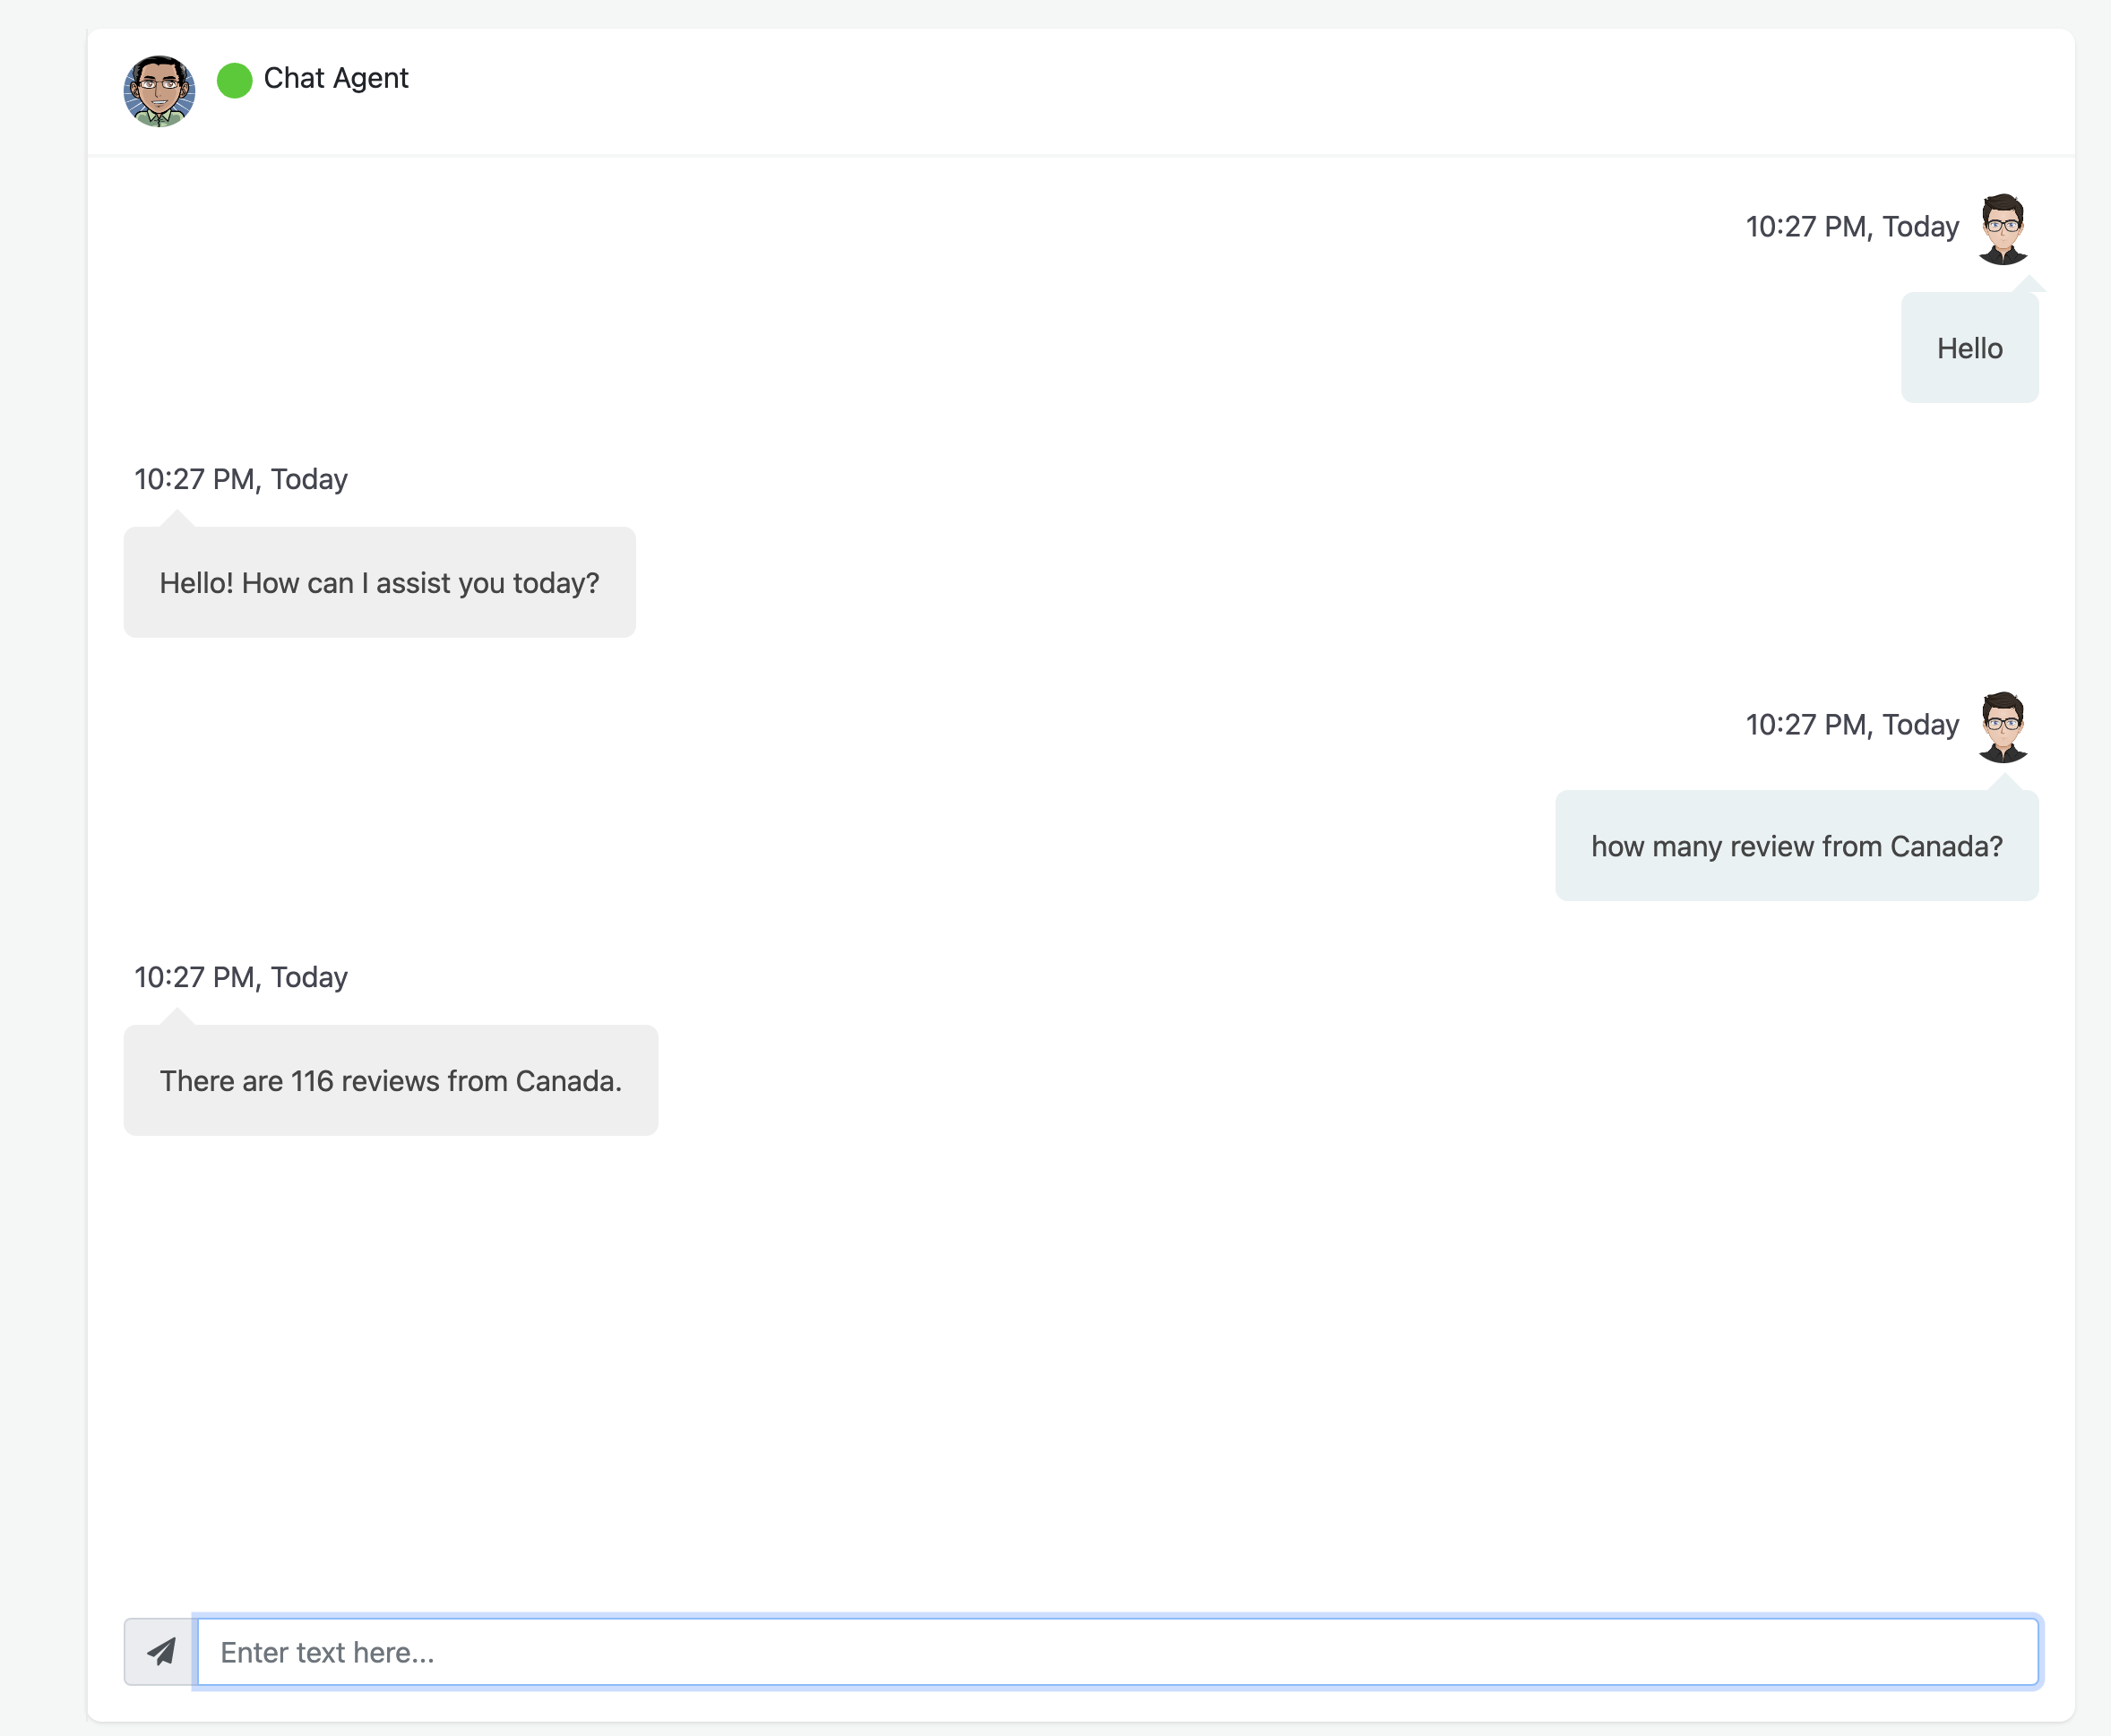 Chat Agent
10:27 PM, Today
Hello
10:27 PM, Today
Hello! How can I assist you today?
10:27 PM, Today
how many review from Canada?
10:27 PM, Today
There are 116 reviews from Canada.
Enter text here...